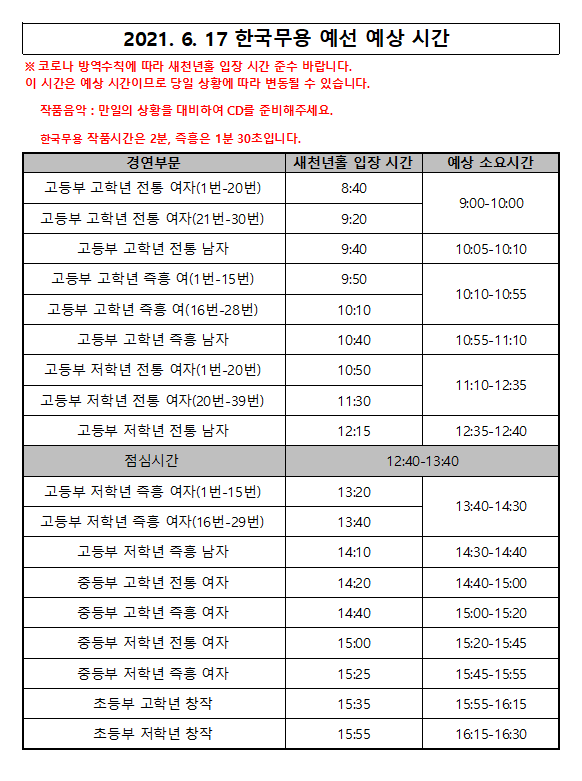 2021. 6. 17 한국무용 예선 예상 시간
※ 코로나 방역수칙에 따라 새천년홀 입장 시간 준수 바랍니다.
이 시간은 예상 시간이므로 당일 상황에 따라 변동될 수 있습니다.
작품음악 : 만일의 상황을 대비하여 CD를 준비해주세요.
한국무용 작품시간은 2분, 즉흥은 1분 30초입니다.
경연부문 새천년홀 입장 시간 예상 소요시간
고등부 고학년 전통 여자(1번-20번) 8:40 9:00-10:00
고등부 고학년 전통 여자(21번-30번) 9:20
고등부 고학년 전통 남자 9:40 10:05-10:10
고등부 고학년 즉흥 여(1번-15번) 9:50 10:10-10:55
고등부 고학년 즉흥 여(16번-28번) 10:10
고등부 고학년 즉흥 남자 10:40 10:55-11:10
고등부 저학년 전통 여자(1번-20번) 10:50 11:10-12:35
고등부 저학년 전통 여자(20번-39번) 11:30
고등부 저학년 전통 남자 12:15 12:35-12:40
점심시간 12:40-13:40
고등부 저학년 즉흥 여자(1번-15번) 13:20 13:40-14:30
고등부 저학년 즉흥 여자(16번-29번) 13:40
고등부 저학년 즉흥 남자 14:10 14:30-14:40
중등부 고학년 전통 여자 14:20 14:40-15:00
중등부 고학년 즉흥 여자 14:40 15:00-15:20
중등부 저학년 전통 여자 15:00 15:20-15:45
중등부 저학년 즉흥 여자 15:25 15:45-15:55
초등부 고학년 창작 15:35 15:55-16:15
초등부 저학년 창작 15:55 16:15-16:30